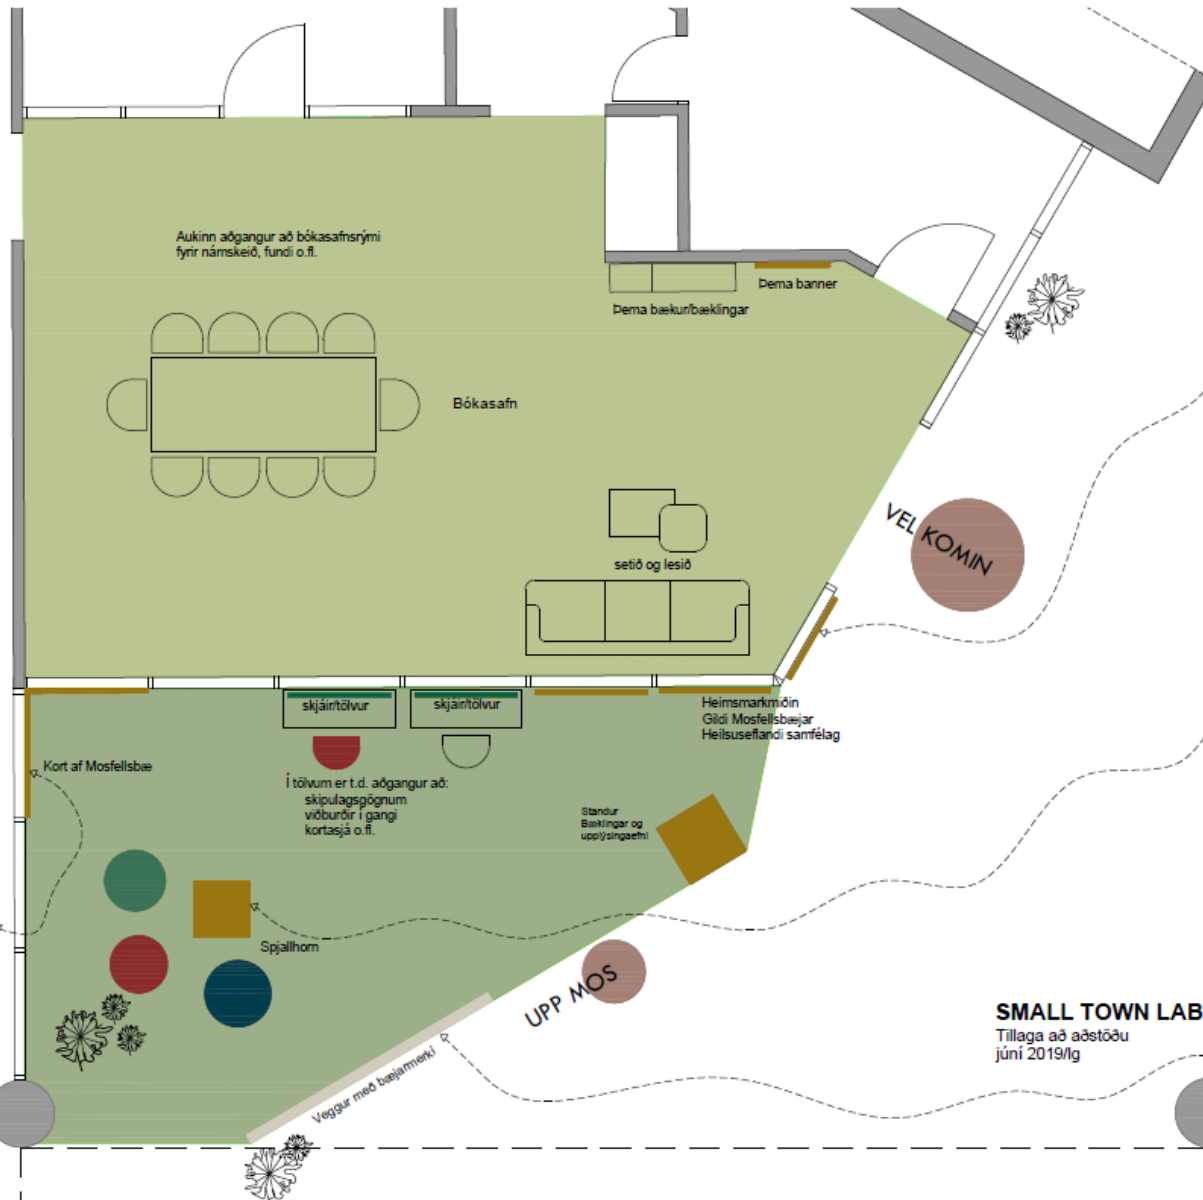 Aukinn aðgangur að bókasafnsrými
fyrir námskeið, fundi o.fl.
Þema banner
Þema bækur/bæklingar
Bókasafn
VEL KOMIN
setið og lesið
skjáir/tölvur
skjáir/tölvur
Heimsmarkmiðin
Gildi Mosfellsbæjar
Heilsueflandi samfélag
Kort af Mosfellsbæ
Í tölvum er t.d. aðgangur að:
skipulagsgögnum
viðburðir í gangi
kortasjá o.fl.
Standur
Bæklingar og
upplýsingaefni
Spjallhorn
UPP MOS
SMALL TOWN LAB
Tillaga að aðstöðu
júní 2019/lg
Veggur með bæjarmerki